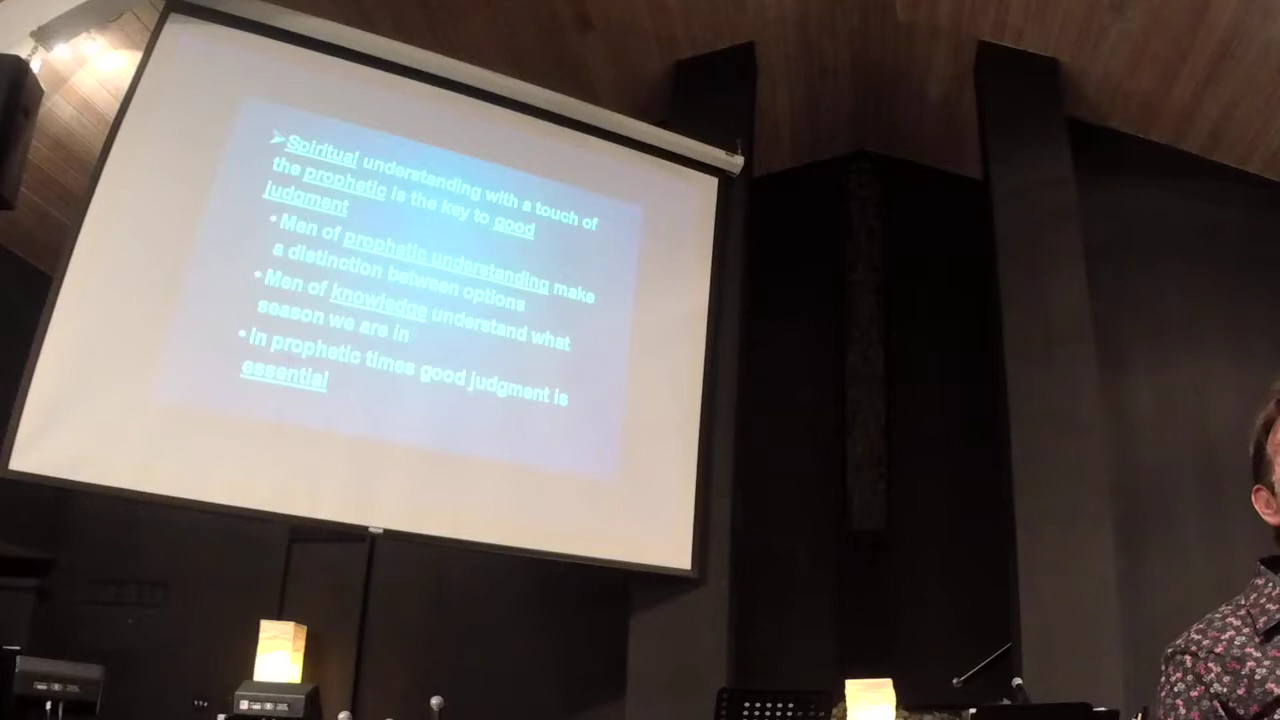 ➢Spiritual understanding with a touch of
the prophetic is the key to good
judgment
• Men of prophetic understanding make
a distinction between options
• Men of knowledge understand what
season we are in
• In prophetic times good judgment is
essential